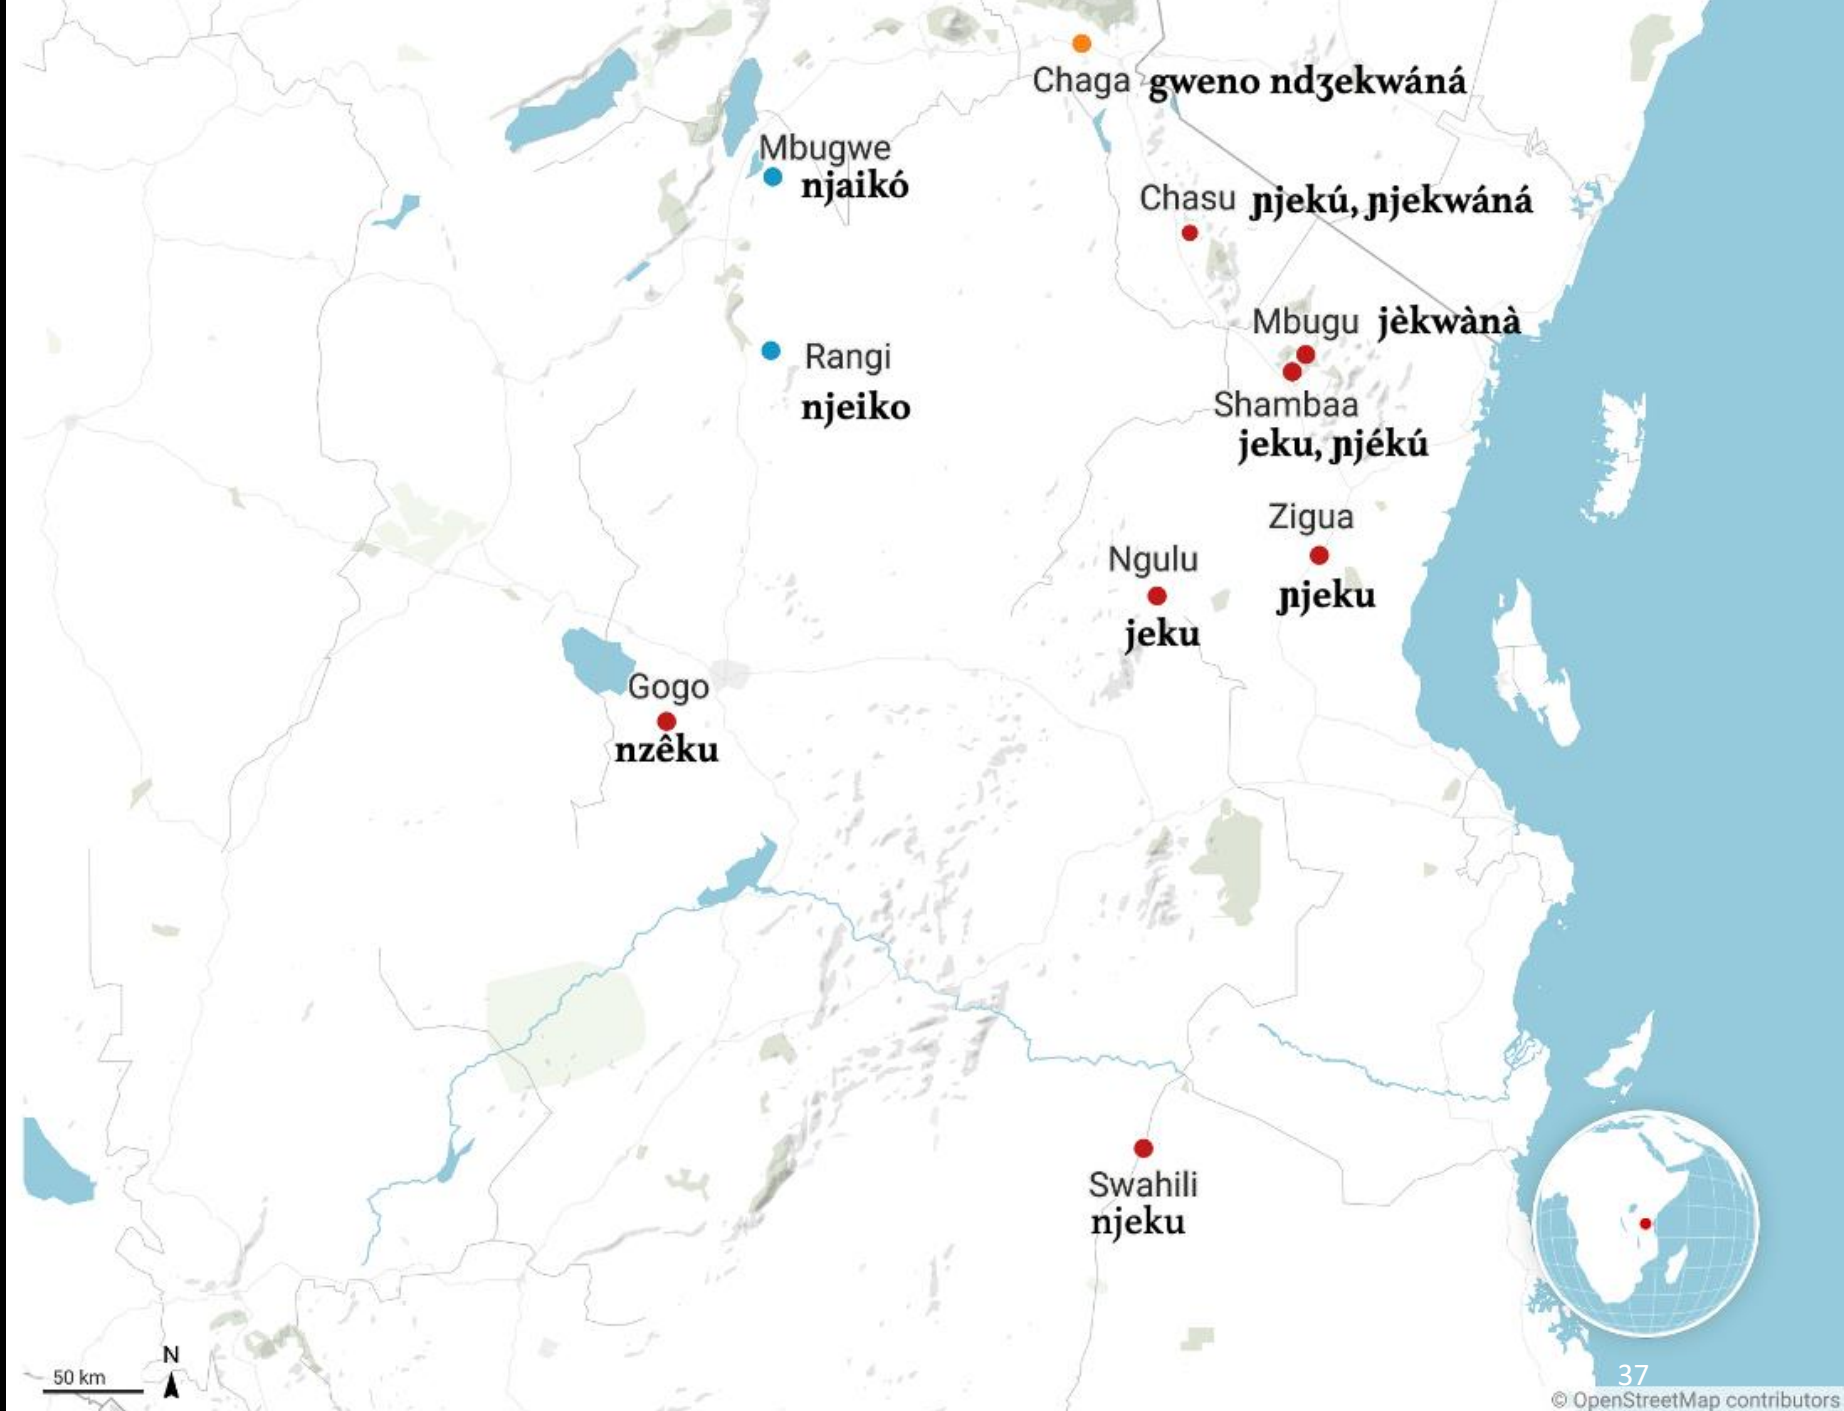 Chaga gweno ndʒekwáná
Mbugwe
njaikó
Chasu ɲjekú, ɲjekwáná
Mbugu jèkwànà
Rangi
njeiko
Shambaa
jeku, ɲjékú
Zigua
ɲjeku
Ngulu
jeku
Gogo
nzêku
Swahili
njeku
N
50 km
37
© OpenStreetMap contributors